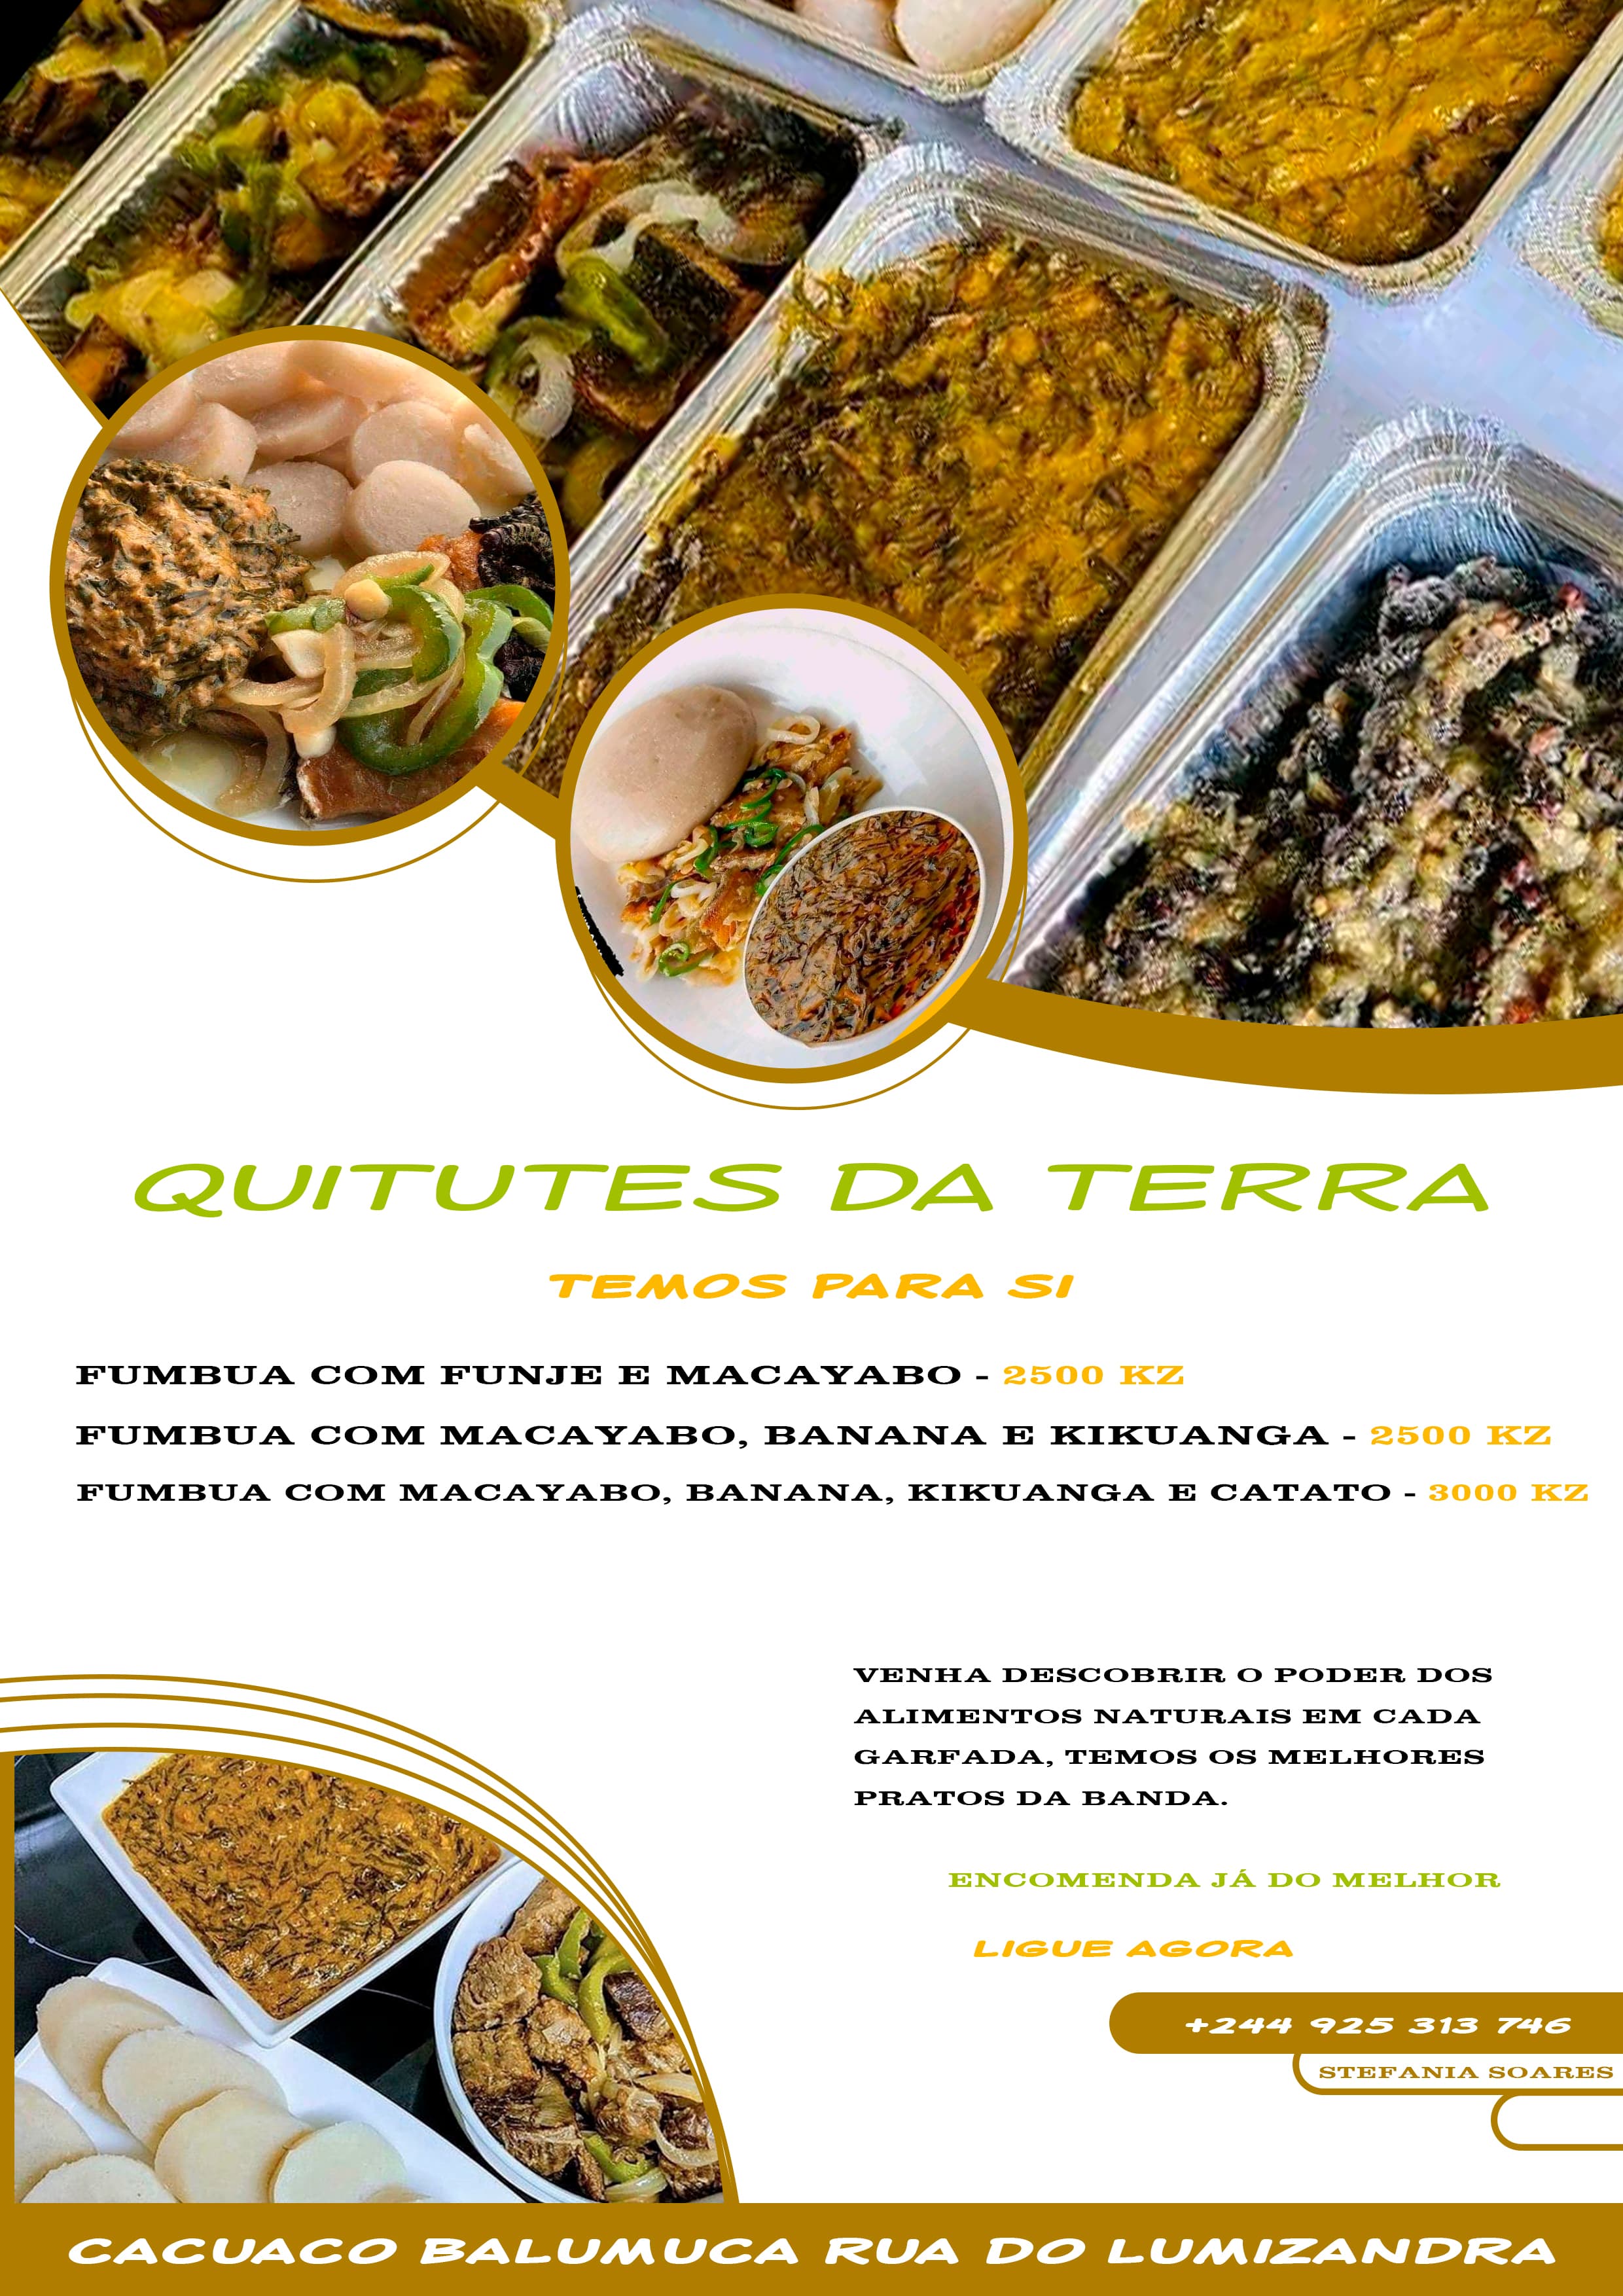 QUITUTES DA TERRA
TEMOS PARA SI
FUMBUA COM FUNJE E MACAYABO - 2500 KZ
FUMBUA COM MACAYABO, BANANA E KIKUANGA - 2500 KZ
FUMBUA COM MACAYABO, BANANA, KIKUANGA E CATATO - 3000 KZ
VENHA DESCOBRIR O PODER DOS
ALIMENTOS NATURAIS EM CADA
GARFADA, TEMOS OS MELHORES
PRATOS DA BANDA.
ENCOMENDA JÁ DO MELHOR
LIGUE AGORA
+244 925 313 746
STEFANIA SOARES
CACUACO BALUMUCA RUA DO LUMIZANDRA